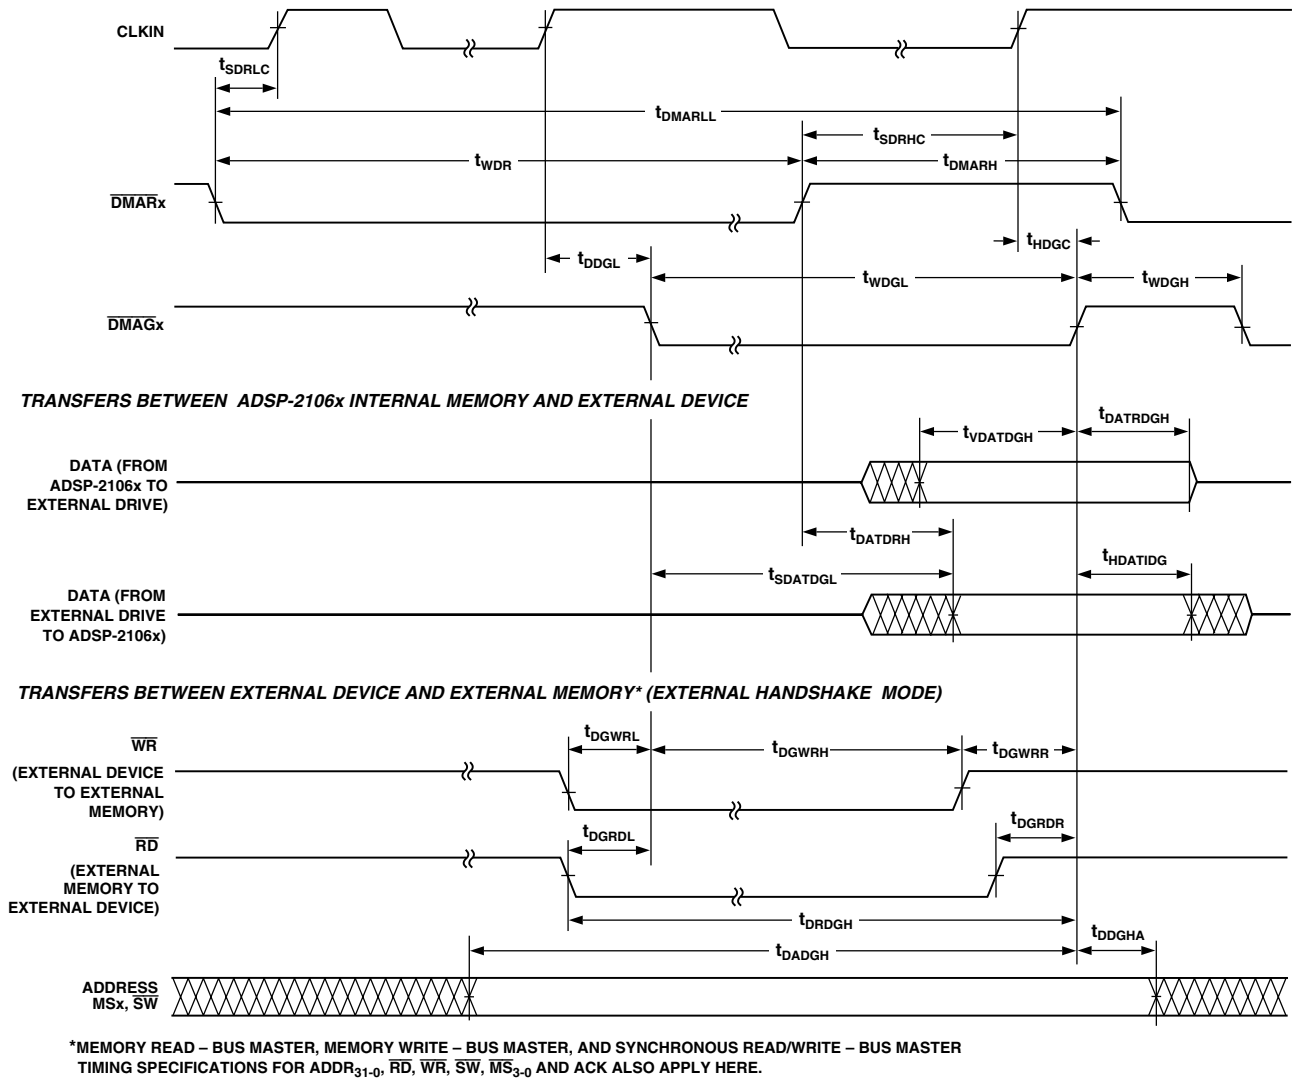 CLKIN
tSDRLC
tDMARLL
tSDRHC
tWDR
tDMARH
DMARx
tHDGC
tDDGL
tWDGL
tWDGH
DMAGx
TRANSFERS BETWEEN ADSP-2106x INTERNAL MEMORY AND EXTERNAL DEVICE
tDATRDGH
tVDATDGH
DATA (FROM
ADSP-2106x TO
EXTERNAL DRIVE)
tDATDRH
tHDATIDG
tSDATDGL
DATA (FROM
EXTERNAL DRIVE
TO ADSP-2106x)
TRANSFERS BETWEEN EXTERNAL DEVICE AND EXTERNAL MEMORY* (EXTERNAL HANDSHAKE MODE)
tDGWRL
tDGWRH
tDGWRR
WR
(EXTERNAL DEVICE
TO EXTERNAL
MEMORY)
tDGRDR
tDGRDL
RD
(EXTERNAL
MEMORY TO
EXTERNAL DEVICE)
tDRDGH
tDDGHA
tDADGH
ADDRESS
MSx, SW
*MEMORY READ – BUS MASTER, MEMORY WRITE – BUS MASTER, AND SYNCHRONOUS READ/WRITE – BUS MASTER
TIMING SPECIFICATIONS FOR ADDR31-0, RD, WR, SW, MS3-0 AND ACK ALSO APPLY HERE.